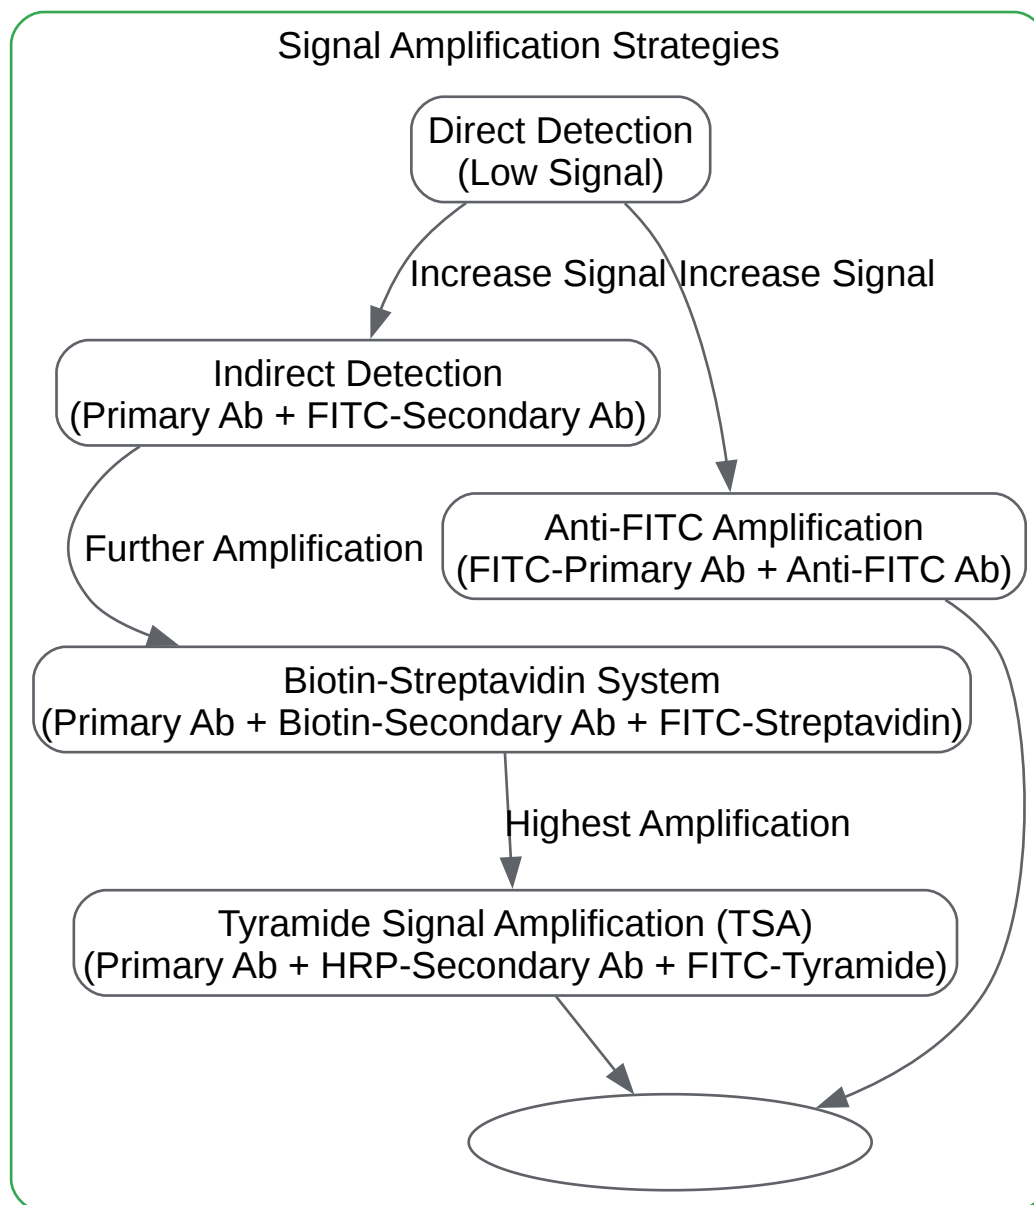 Signal Amplification Strategies
Direct Detection
(Low Signal)
Increase Signal
Increase Signal
Indirect Detection
(Primary Ab + FITC-Secondary Ab)
Anti-FITC Amplification
(FITC-Primary Ab + Anti-FITC Ab)
Further Amplification
Biotin-Streptavidin System
(Primary Ab + Biotin-Secondary Ab + FITC-Streptavidin)
Highest Amplification
Tyramide Signal Amplification (TSA)
(Primary Ab + HRP-Secondary Ab + FITC-Tyramide)